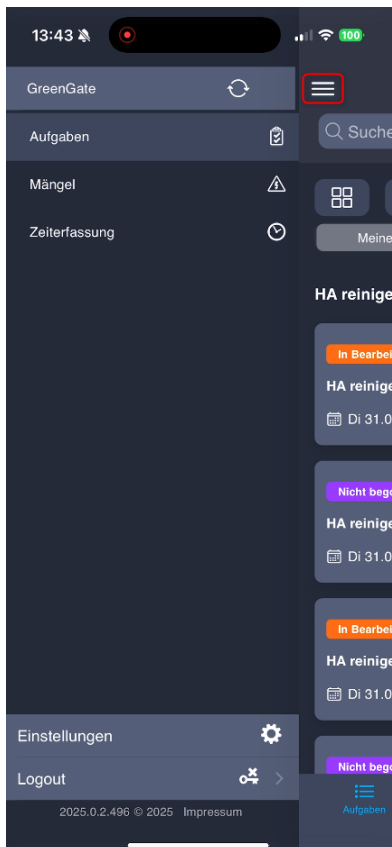 13:43
100
GreenGate
Aufgaben
Mängel
Zeiterfassung
Suche
Meine
HA reinige
In Bearbei
HA reinige
Di 31.0
Nicht bego
HA reinige
Di 31.0
In Bearbei
HA reinige
Di 31.0
Nicht bego
Aufgaben
Einstellungen
Logout
2025.0.2.496 © 2025 Impressum